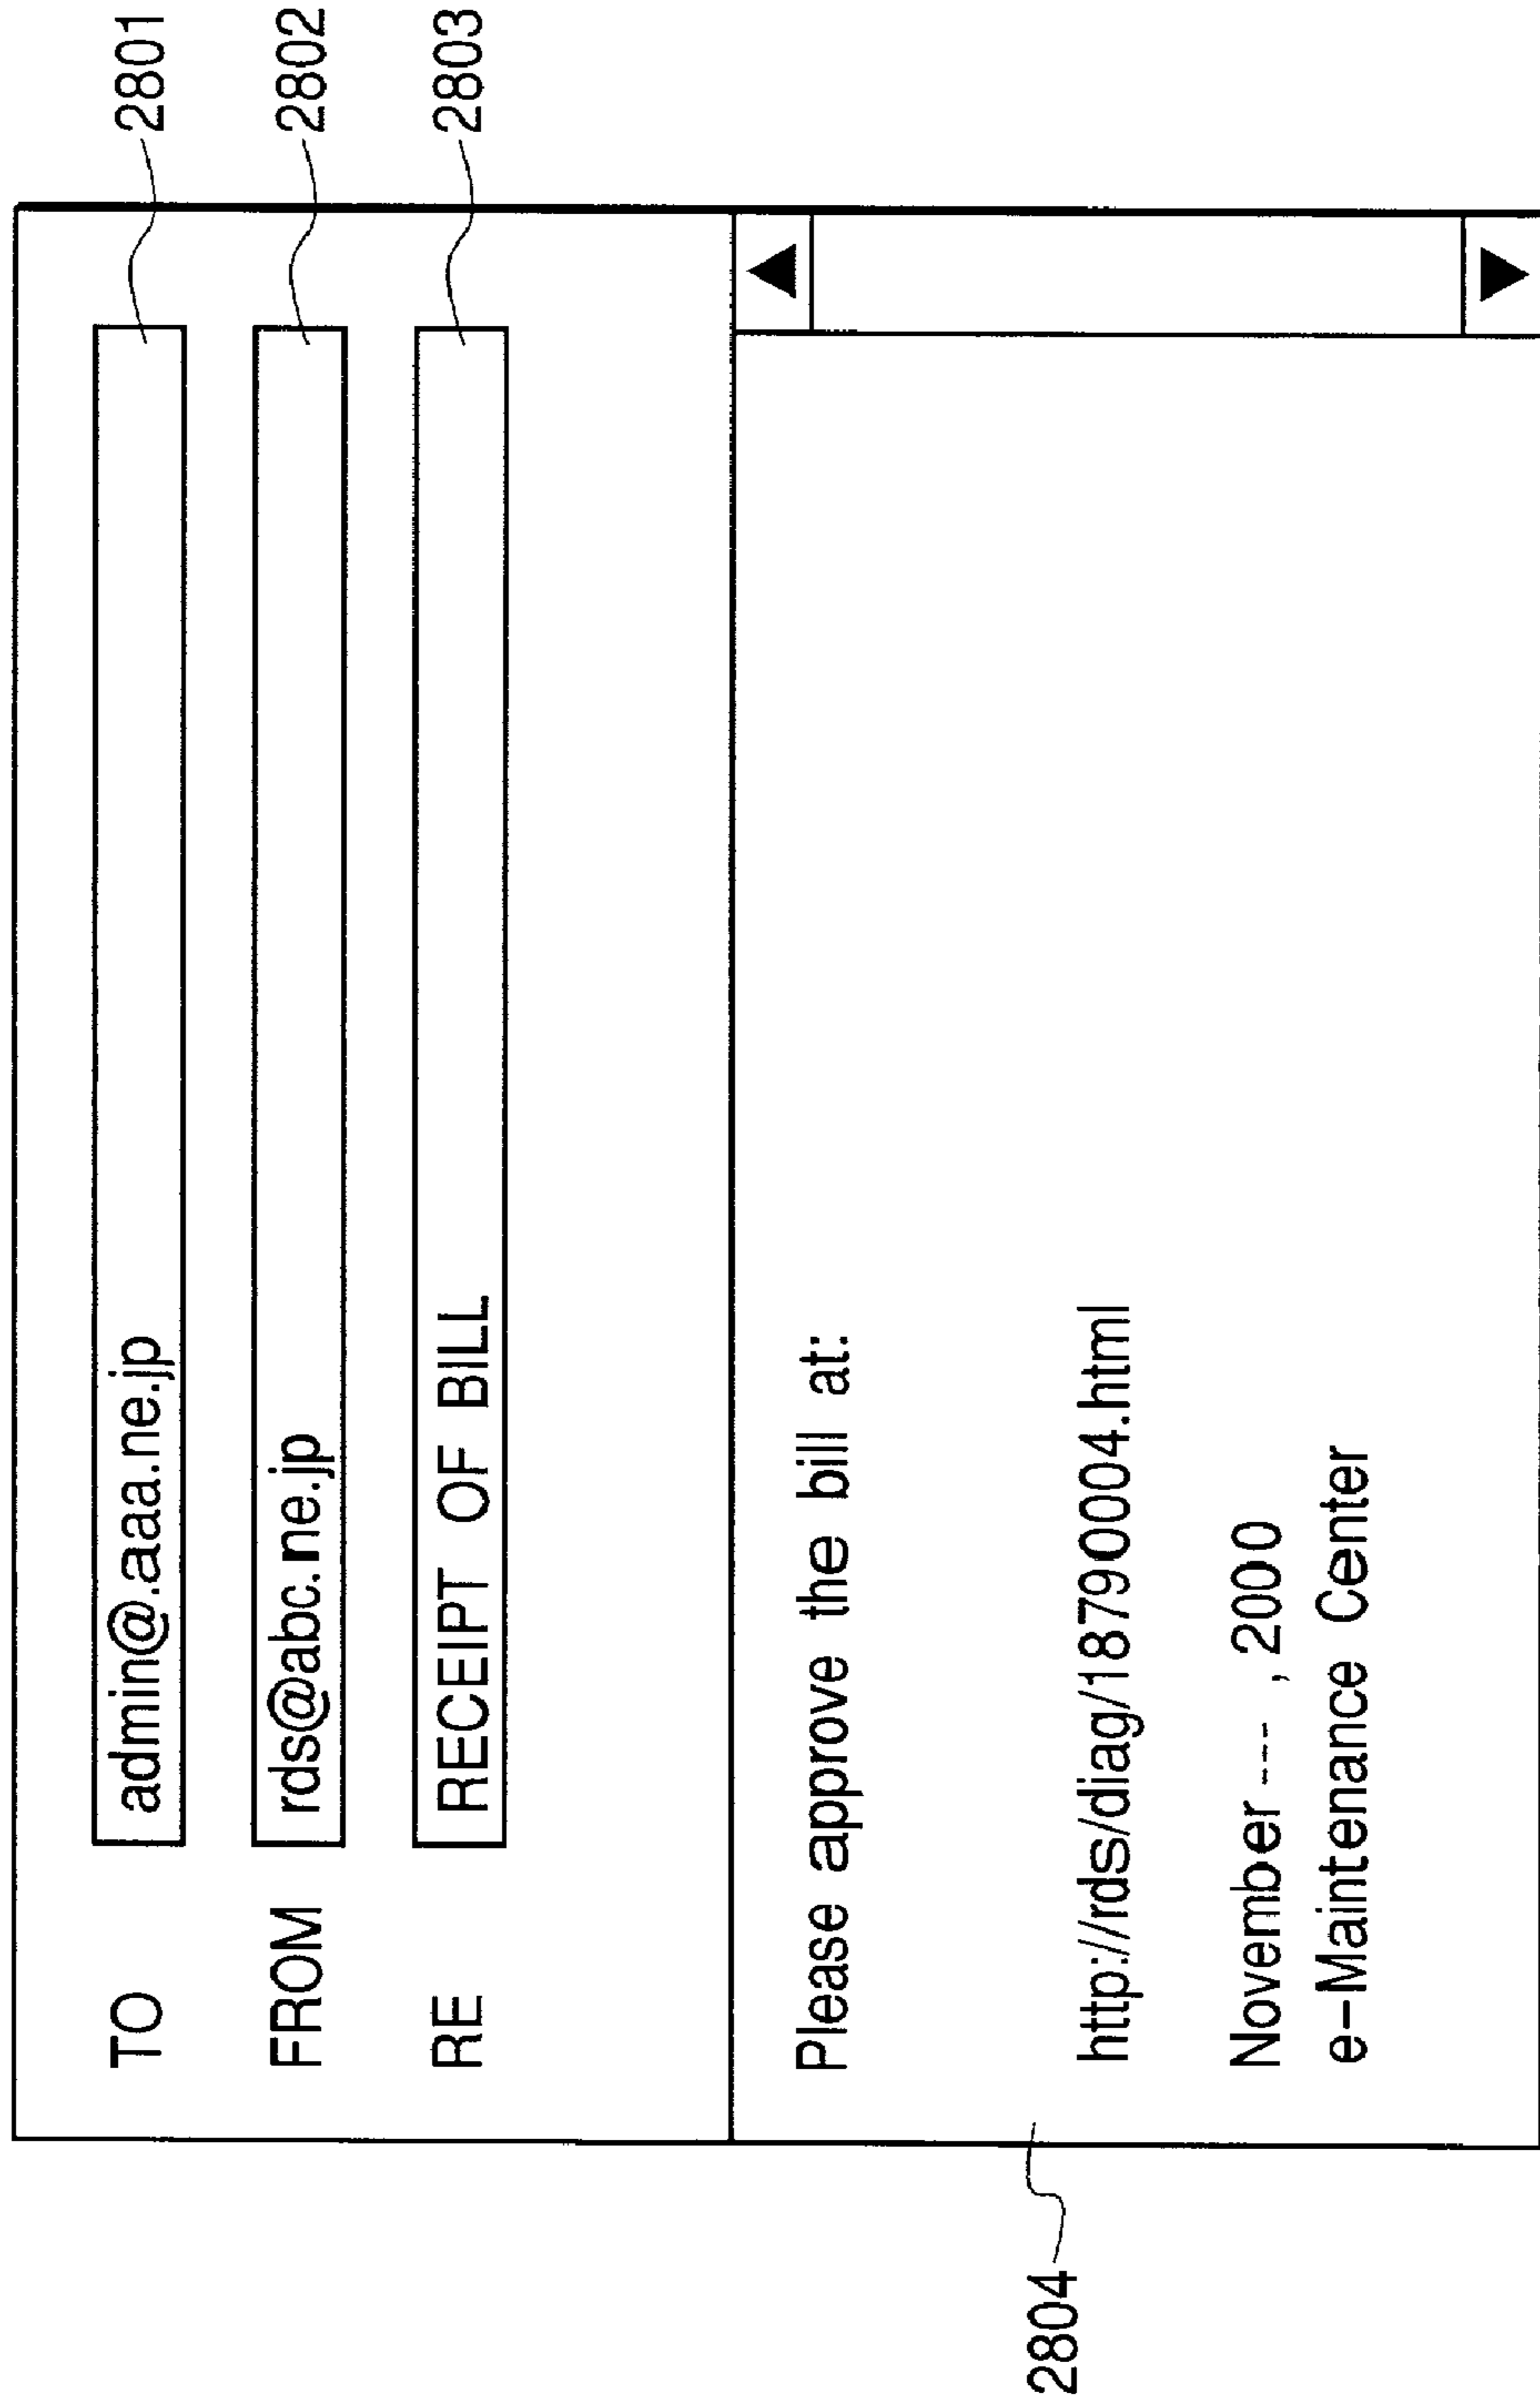 TO admin@.aaa.ne.jp 2801
FROM rds@abc.ne.jp 2802
RE RECEIPT OF BILL 2803
Please approve the bill at:
2804
http://rds/diag/18790004.html
November --- , 2000
e-Maintenance Center